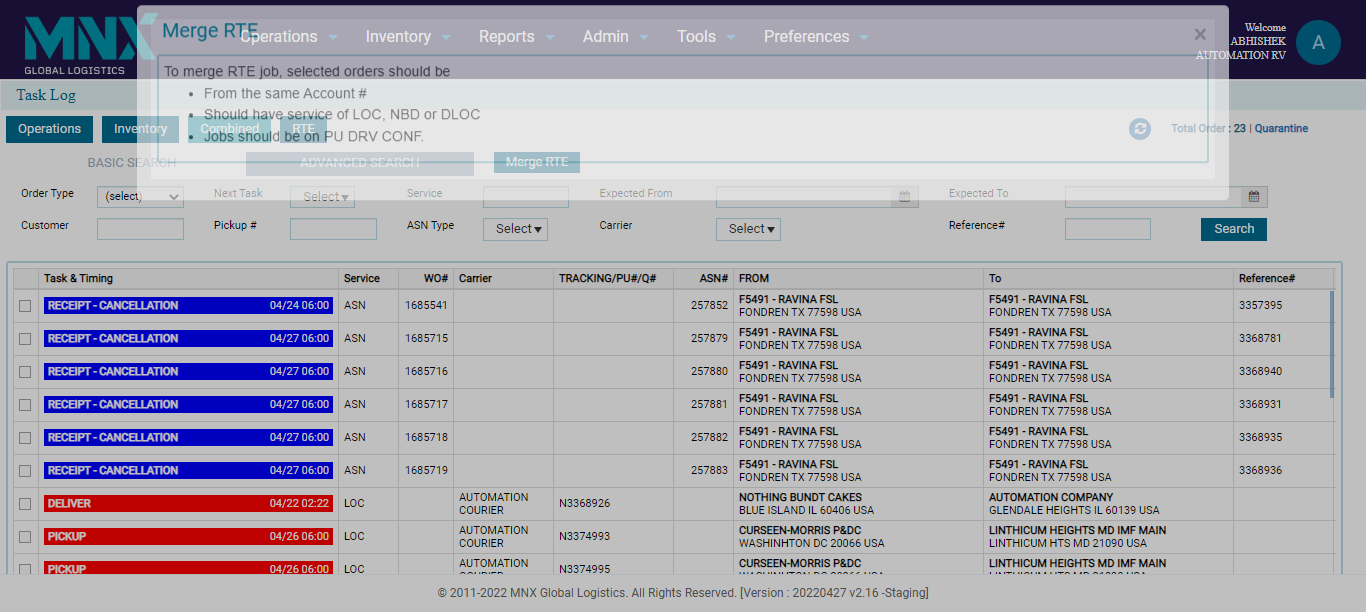 MNX
GLOBAL LOGISTICS
Operations Inventory Reports Admin Tools Preferences
Welcome
ABHISHEK
AUTOMATION RV
A
Merge RTE
×
To merge RTE job, selected orders should be
• From the same Account #
• Should have service of LOC, NBD or DLOC
• Jobs should be on PU DRV CONF.
Task Log
Operations Inventory Combined RTE
Total Order : 23 | Quarantine
BASIC SEARCH ADVANCED SEARCH Merge RTE
Order Type (select) Next Task Select Service Expected From Expected To
Customer Pickup # ASN Type Select Carrier Select Reference# Search
Task & Timing Service WO# Carrier TRACKING/PU#/Q# ASN# FROM To Reference#
RECEIPT - CANCELLATION 04/24 06:00 ASN 1685541 257852 F5491 - RAVINA FSL F5491 - RAVINA FSL 3357395
FONDREN TX 77598 USA FONDREN TX 77598 USA
RECEIPT - CANCELLATION 04/27 06:00 ASN 1685715 257879 F5491 - RAVINA FSL F5491 - RAVINA FSL 3368781
FONDREN TX 77598 USA FONDREN TX 77598 USA
RECEIPT - CANCELLATION 04/27 06:00 ASN 1685716 257880 F5491 - RAVINA FSL F5491 - RAVINA FSL 3368940
FONDREN TX 77598 USA FONDREN TX 77598 USA
RECEIPT - CANCELLATION 04/27 06:00 ASN 1685717 257881 F5491 - RAVINA FSL F5491 - RAVINA FSL 3368931
FONDREN TX 77598 USA FONDREN TX 77598 USA
RECEIPT - CANCELLATION 04/27 06:00 ASN 1685718 257882 F5491 - RAVINA FSL F5491 - RAVINA FSL 3368935
FONDREN TX 77598 USA FONDREN TX 77598 USA
RECEIPT - CANCELLATION 04/27 06:00 ASN 1685719 257883 F5491 - RAVINA FSL F5491 - RAVINA FSL 3368936
FONDREN TX 77598 USA FONDREN TX 77598 USA
DELIVER 04/22 02:22 LOC AUTOMATION N3368926 NOTHING BUNDT CAKES AUTOMATION COMPANY
COURIER BLUE ISLAND IL 60406 USA GLENDALE HEIGHTS IL 60139 USA
PICKUP 04/26 06:00 LOC AUTOMATION N3374993 CURSEEN-MORRIS P&DC LINTHICUM HEIGHTS MD IMF MAIN
COURIER WASHINHTON DC 20066 USA LINTHICUM HTS MD 21090 USA
PICKUP 04/26 06:00 LOC AUTOMATION N3374995 CURSEEN-MORRIS P&DC LINTHICUM HEIGHTS MD IMF MAIN
© 2011-2022 MNX Global Logistics. All Rights Reserved. [Version : 20220427 v2.16 -Staging]